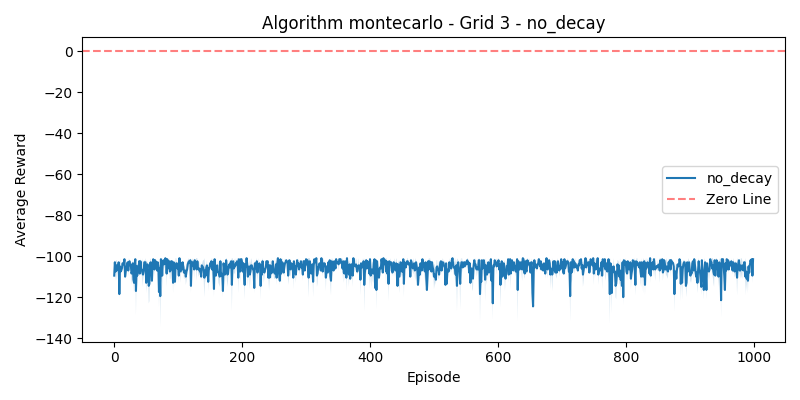 Algorithm montecarlo - Grid 3 - no_decay
Average Reward
0
−20
−40
−60
−80
−100
−120
−140
no_decay
Zero Line
0
200
400
600
800
1000
Episode